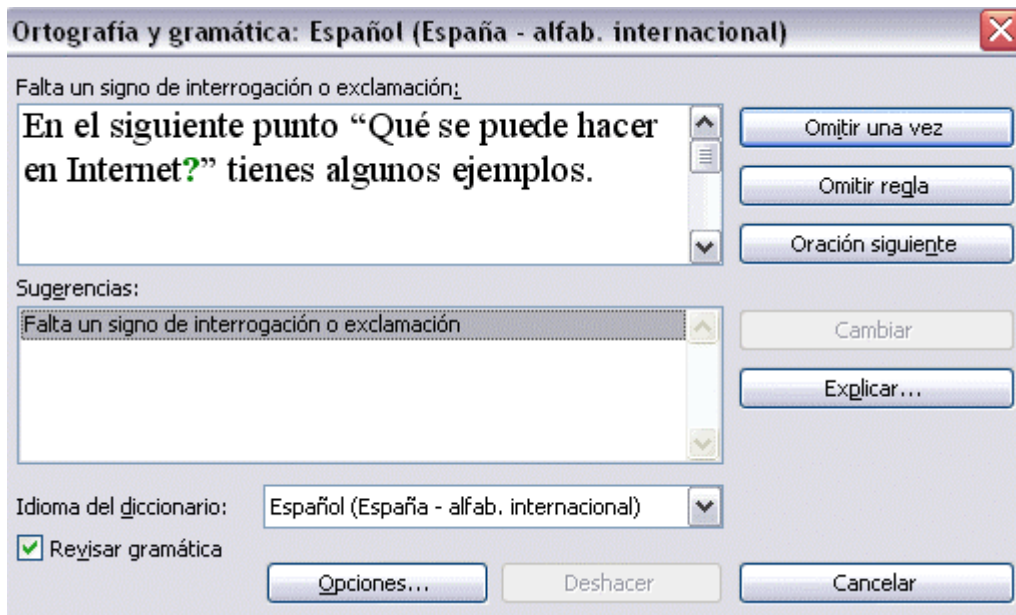 Ortografía y gramática: Español (España - alfab. internacional)
Falta un signo de interrogación o exclamación:
En el siguiente punto “Qué se puede hacer
en Internet?” tienes algunos ejemplos.
Omitir una vez
Omitir regla
Oración siguiente
Sugerencias:
Falta un signo de interrogación o exclamación
Cambiar
Explicar...
Idioma del diccionario:
Español (España - alfab. internacional)
Revisar gramática
Opciones...
Deshacer
Cancelar